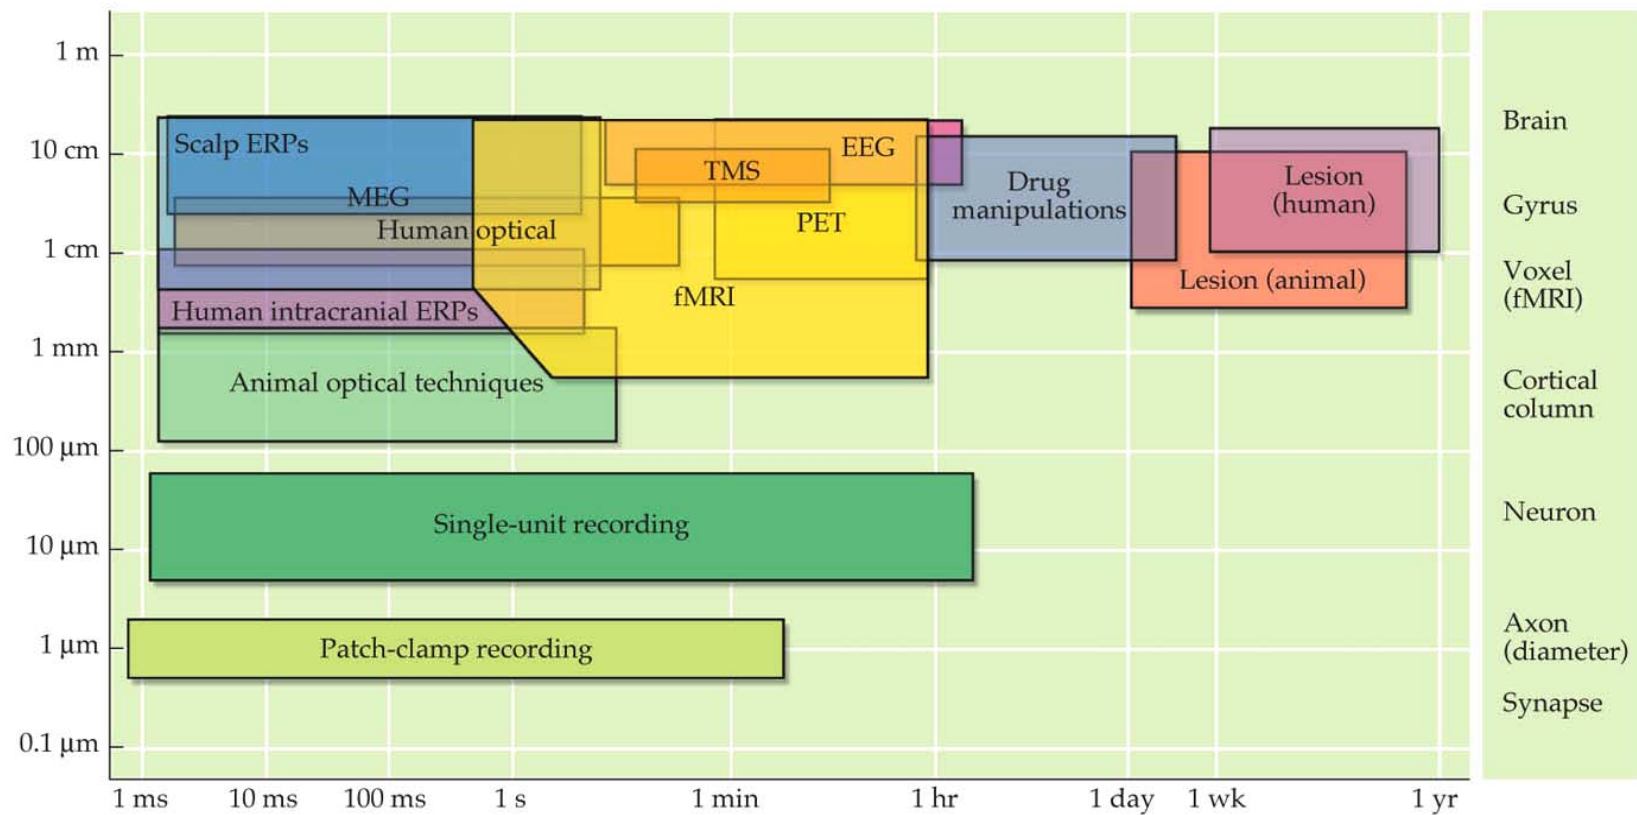 1 m
10 cm
1 cm
1 mm
100 µm
10 µm
1 µm
0.1 µm
Scalp ERPs
MEG
Human optical
Human intracranial ERPs
Animal optical techniques
EEG
TMS
PET
fMRI
Drug
manipulations
Lesion
(human)
Lesion (animal)
Single-unit recording
Patch-clamp recording
1 ms
10 ms
100 ms
1 s
1 min
1 hr
1 day
1 wk
1 yr
Brain
Gyrus
Voxel
(fMRI)
Cortical
column
Neuron
Axon
(diameter)
Synapse